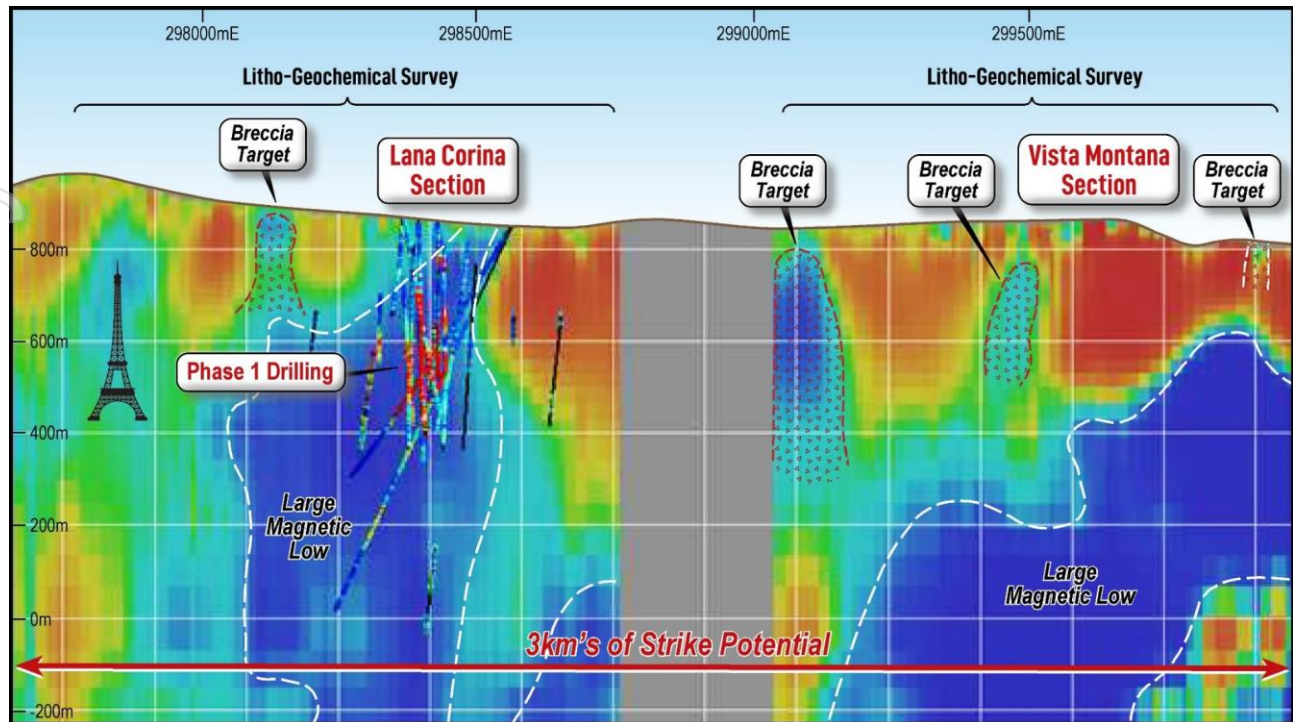 298000mE
298500mE
299000mE
299500mE
Litho-Geochemical Survey
Litho-Geochemical Survey
Breccia
Target
Lana Corina
Section
Breccia
Target
Breccia
Target
Vista Montana
Section
Breccia
Target
800m
600m
Phase 1 Drilling
400m
Large
Magnetic
Low
200m
Large
Magnetic Low
0m
3km's of Strike Potential
-200m